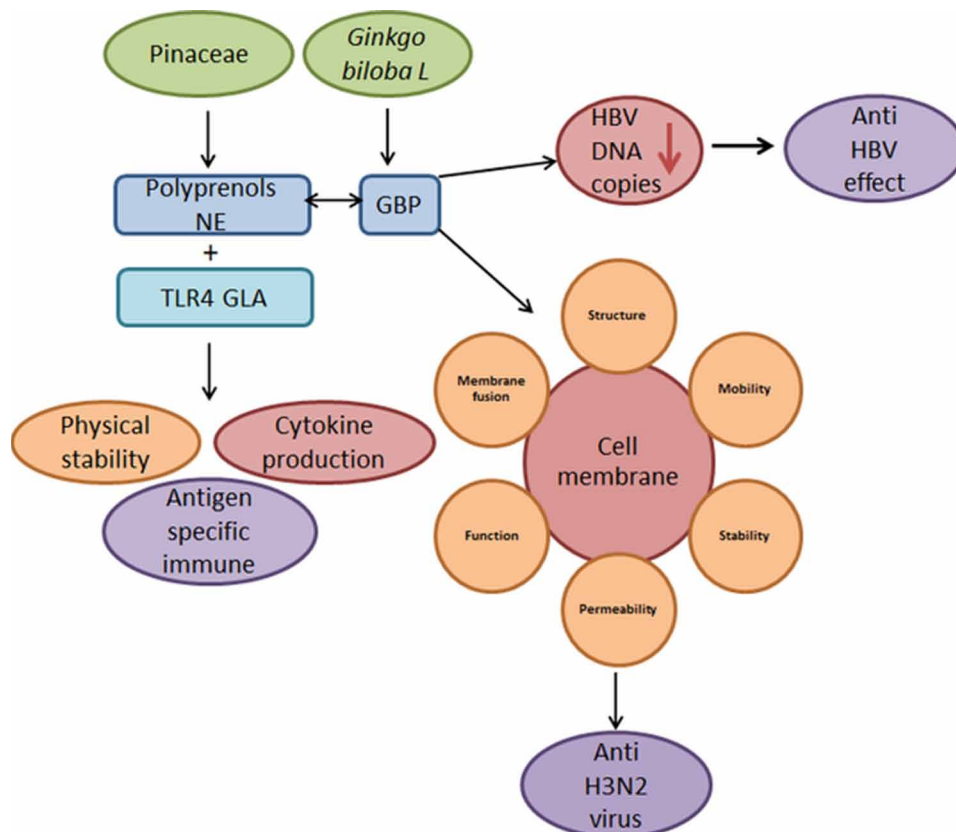 Pinaceae
Ginkgo
biloba L
HBV
DNA
copies
Anti
HBV
effect
Polyprenols
NE
GBP
+
TLR4 GLA
Structure
Membrane
fusion
Mobility
Physical
stability
Cytokine
production
Cell
membrane
Antigen
specific
immune
Function
Stability
Permeability
Anti
H3N2
virus